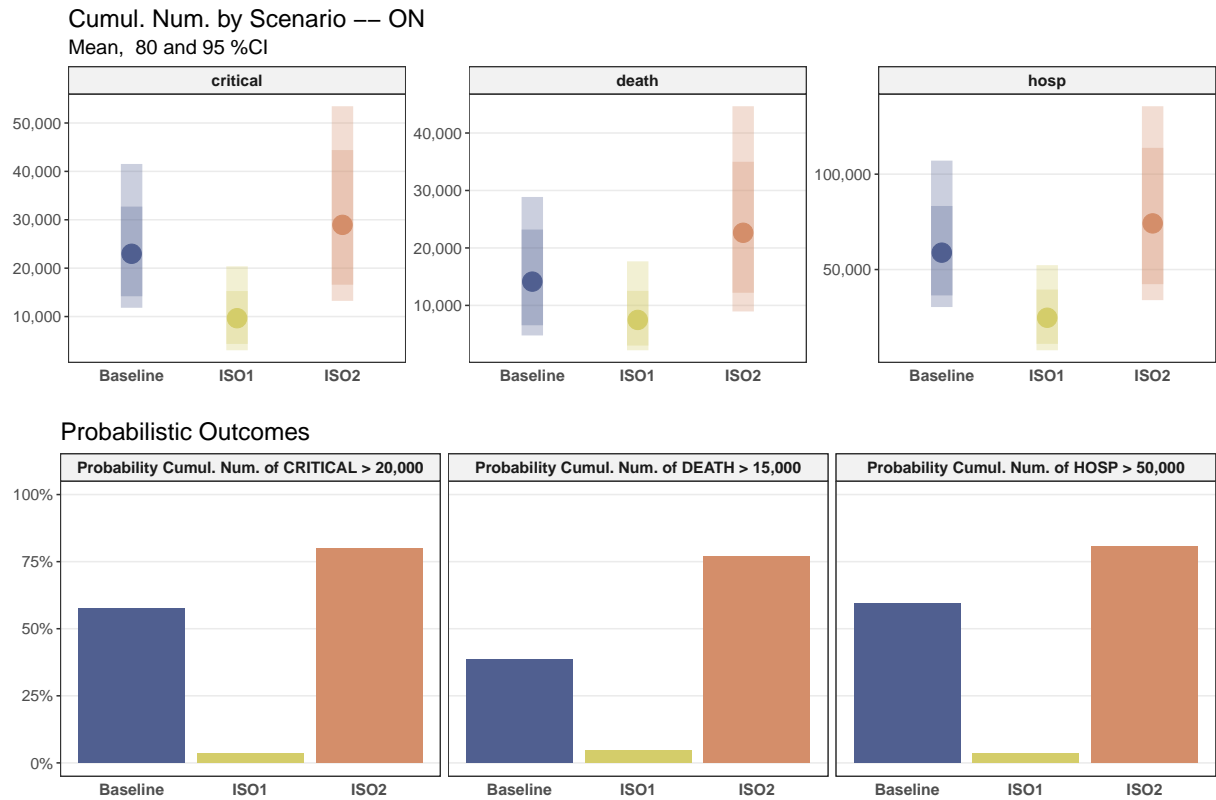 Cumul. Num. by Scenario −− ON
Mean,  80 and 95 %CI
critical
death
hosp
50,000
40,000
30,000
20,000
10,000
40,000
30,000
20,000
10,000
100,000
50,000
Baseline ISO1 ISO2
Baseline ISO1 ISO2
Baseline ISO1 ISO2
Probabilistic Outcomes
Probability Cumul. Num. of CRITICAL > 20,000
Probability Cumul. Num. of DEATH > 15,000
Probability Cumul. Num. of HOSP > 50,000
100%
75%
50%
25%
0%
Baseline ISO1 ISO2
Baseline ISO1 ISO2
Baseline ISO1 ISO2